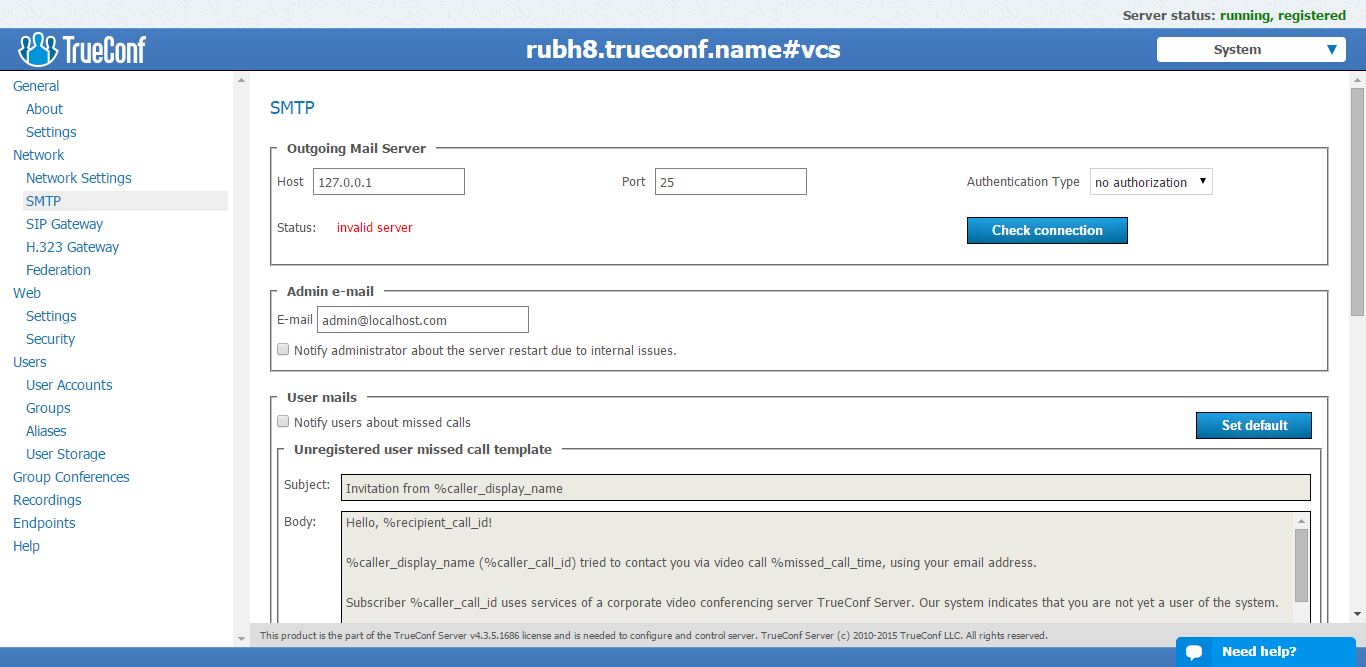 Server status: running, registered
TrueConf
rubh8.trueconf.name#vcs
System
General
About
Settings
Network
Network Settings
SMTP
SIP Gateway
H.323 Gateway
Federation
Web
Settings
Security
Users
User Accounts
Groups
Aliases
User Storage
Group Conferences
Recordings
Endpoints
Help
SMTP
Outgoing Mail Server
Host 127.0.0.1 Port 25 Authentication Type no authorization
Status: invalid server Check connection
Admin e-mail
E-mail admin@localhost.com
Notify administrator about the server restart due to internal issues.
User mails
Notify users about missed calls Set default
Unregistered user missed call template
Subject: Invitation from %caller_display_name
Body: Hello, %recipient_call_id!
%caller_display_name (%caller_call_id) tried to contact you via video call %missed_call_time, using your email address.
Subscriber %caller_call_id uses services of a corporate video conferencing server TrueConf Server. Our system indicates that you are not yet a user of the system.
This product is the part of the TrueConf Server v4.3.5.1686 license and is needed to configure and control server. TrueConf Server (c) 2010-2015 TrueConf LLC. All rights reserved.
Need help?